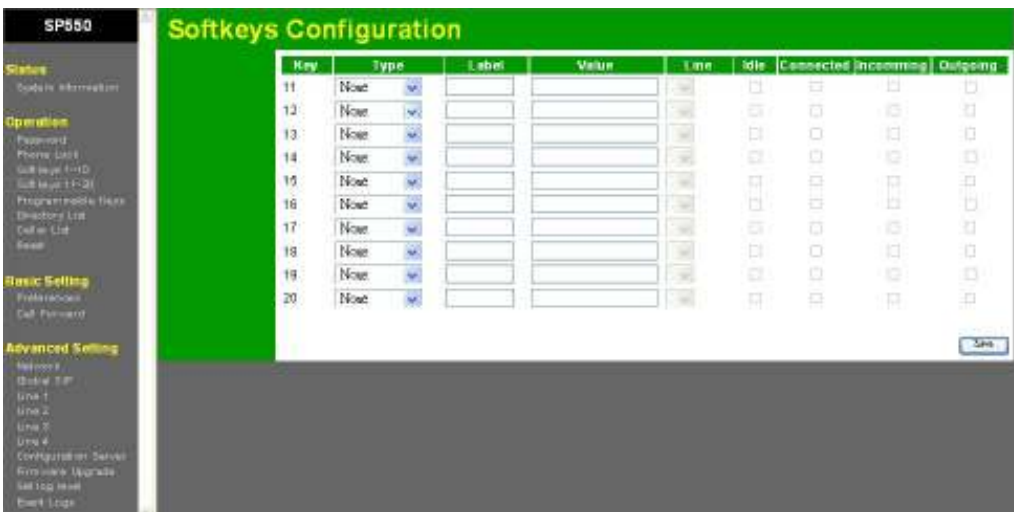 SP550
Softkeys Configuration
Status
System Information
Operation
Password
Phone Lock
Softkeys 1~10
Softkeys 11~20
Programmable Keys
Directory List
Caller List
Reset
Basic Setting
Preferences
Call Forward
Advanced Setting
Network
Global SIP
Line 1
Line 2
Line 3
Line 4
Configuration Server
Firmware Upgrade
Set log level
Event Logs
Key Type Label Value Line Idle Connected Incomming Outgoing
11 None
12 None
13 None
14 None
15 None
16 None
17 None
18 None
19 None
20 None
Save